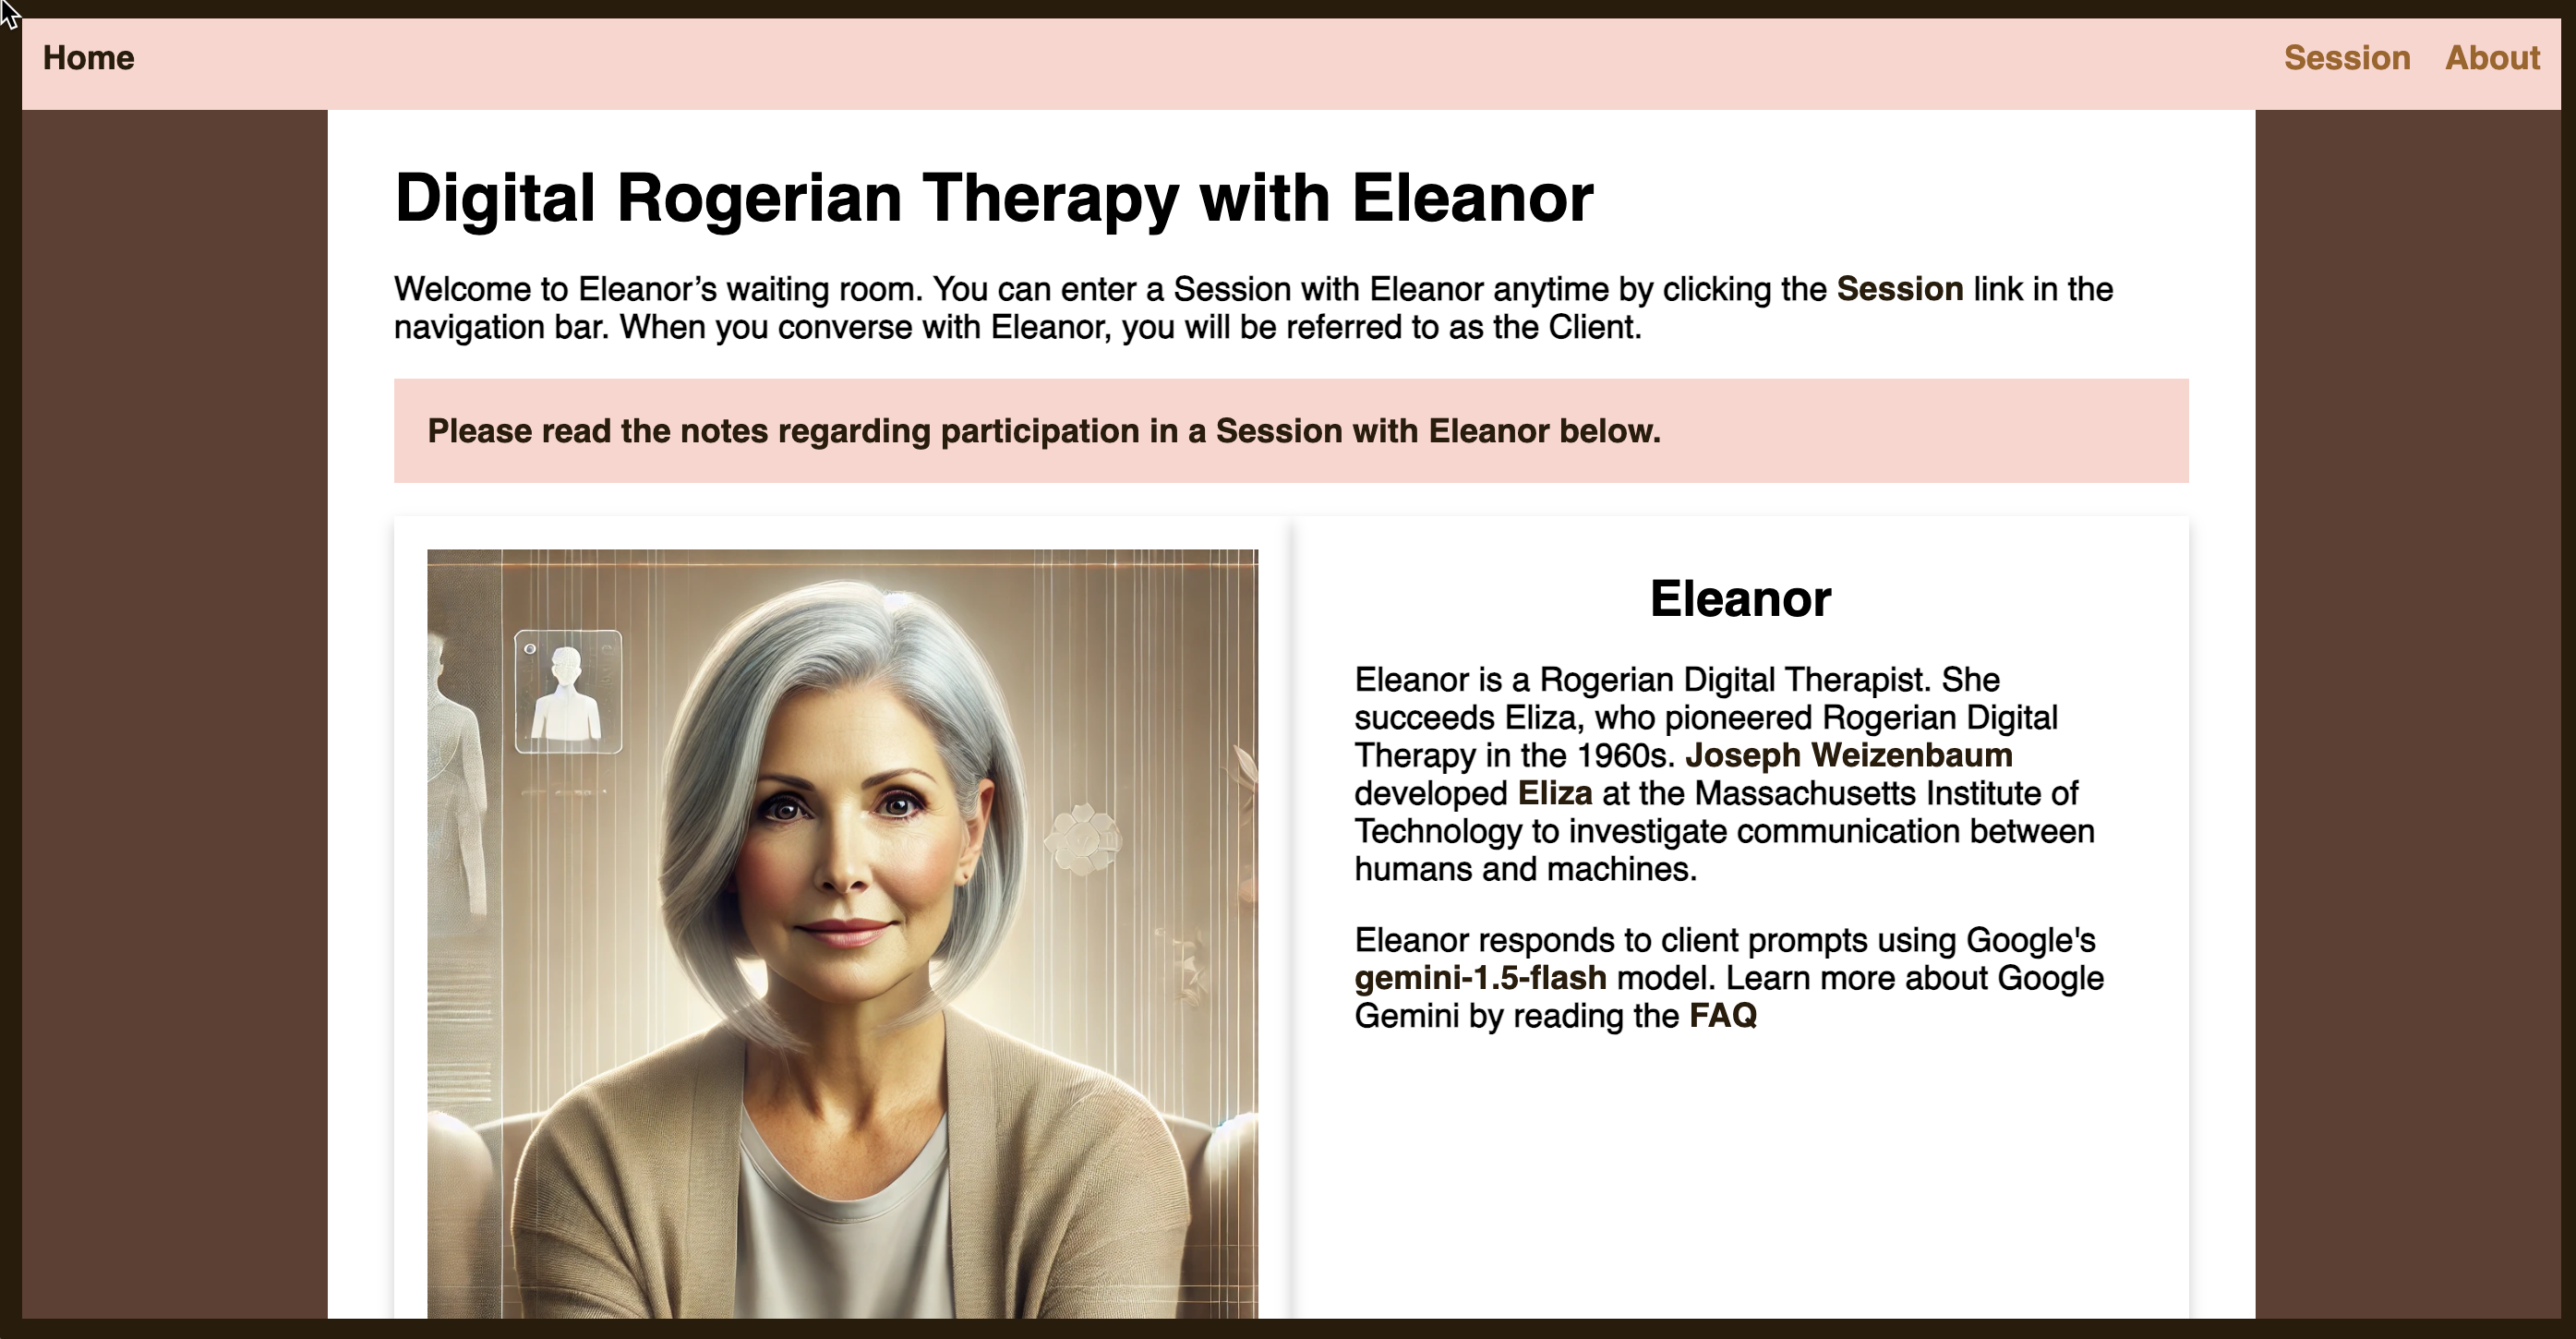 Home
Session About
Digital Rogerian Therapy with Eleanor
Welcome to Eleanor’s waiting room. You can enter a Session with Eleanor anytime by clicking the Session link in the
navigation bar. When you converse with Eleanor, you will be referred to as the Client.
Please read the notes regarding participation in a Session with Eleanor below.
Eleanor
Eleanor is a Rogerian Digital Therapist. She
succeeds Eliza, who pioneered Rogerian Digital
Therapy in the 1960s. Joseph Weizenbaum
developed Eliza at the Massachusetts Institute of
Technology to investigate communication between
humans and machines.
Eleanor responds to client prompts using Google's
gemini-1.5-flash model. Learn more about Google
Gemini by reading the FAQ